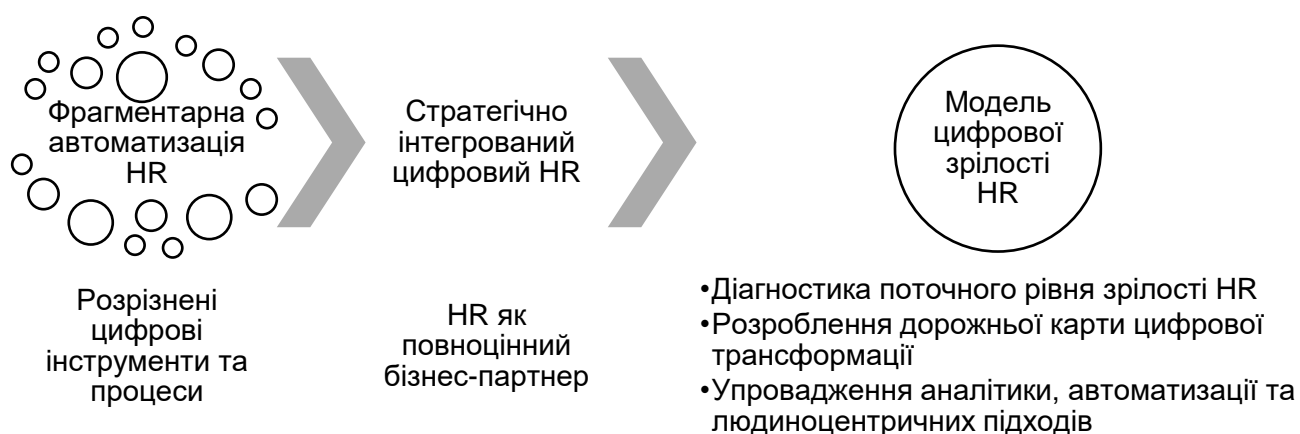 Фрагментарна
автоматизація
HR
Стратегічно
інтегрований
цифровий HR
Модель
цифрової
зрілості
HR
Розрізнені
цифрові
інструменти та
процеси
HR як
повноцінний
бізнес-партнер
•Діагностика поточного рівня зрілості HR
•Розроблення дорожньої карти цифрової
трансформації
•Упровадження аналітики, автоматизації та
людиноцентричних підходів